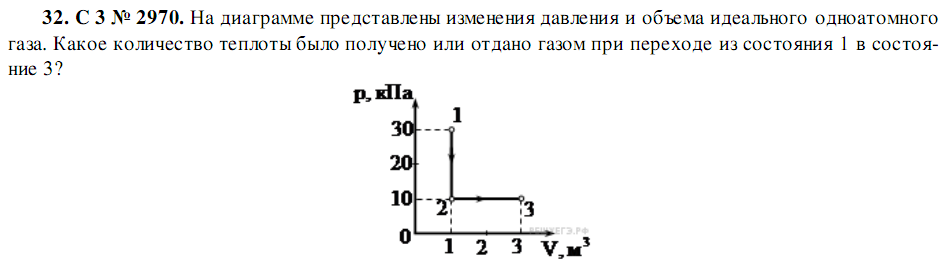 32. С 3 № 2970. На диаграмме представлены изменения давления и объема идеального одноатомного
газа. Какое количество теплоты было получено или отдано газом при переходе из состояния 1 в состоя-
ние 3?
p, кПа
1
30
20
10
2
3
0
1 2 3 V, м³